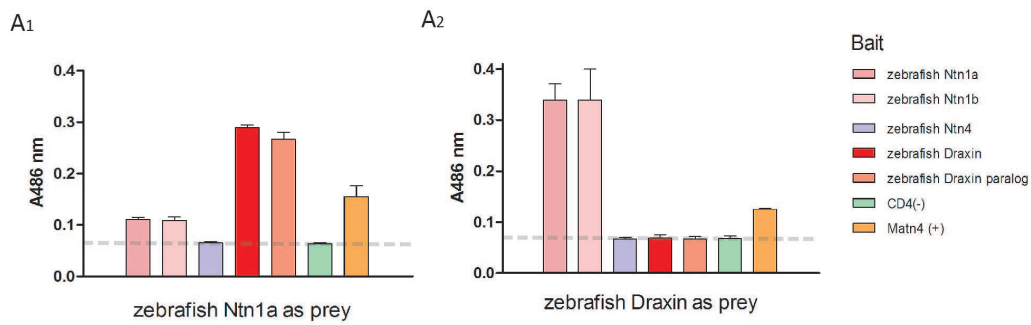 A1
A486 nm
0.4
0.3
0.2
0.1
0.0
zebrafish Ntn1a as prey
A2
A486 nm
0.4
0.3
0.2
0.1
0.0
zebrafish Draxin as prey
Bait
zebrafish Ntn1a
zebrafish Ntn1b
zebrafish Ntn4
zebrafish Draxin
zebrafish Draxin paralog
CD4(-)
Matn4 (+)